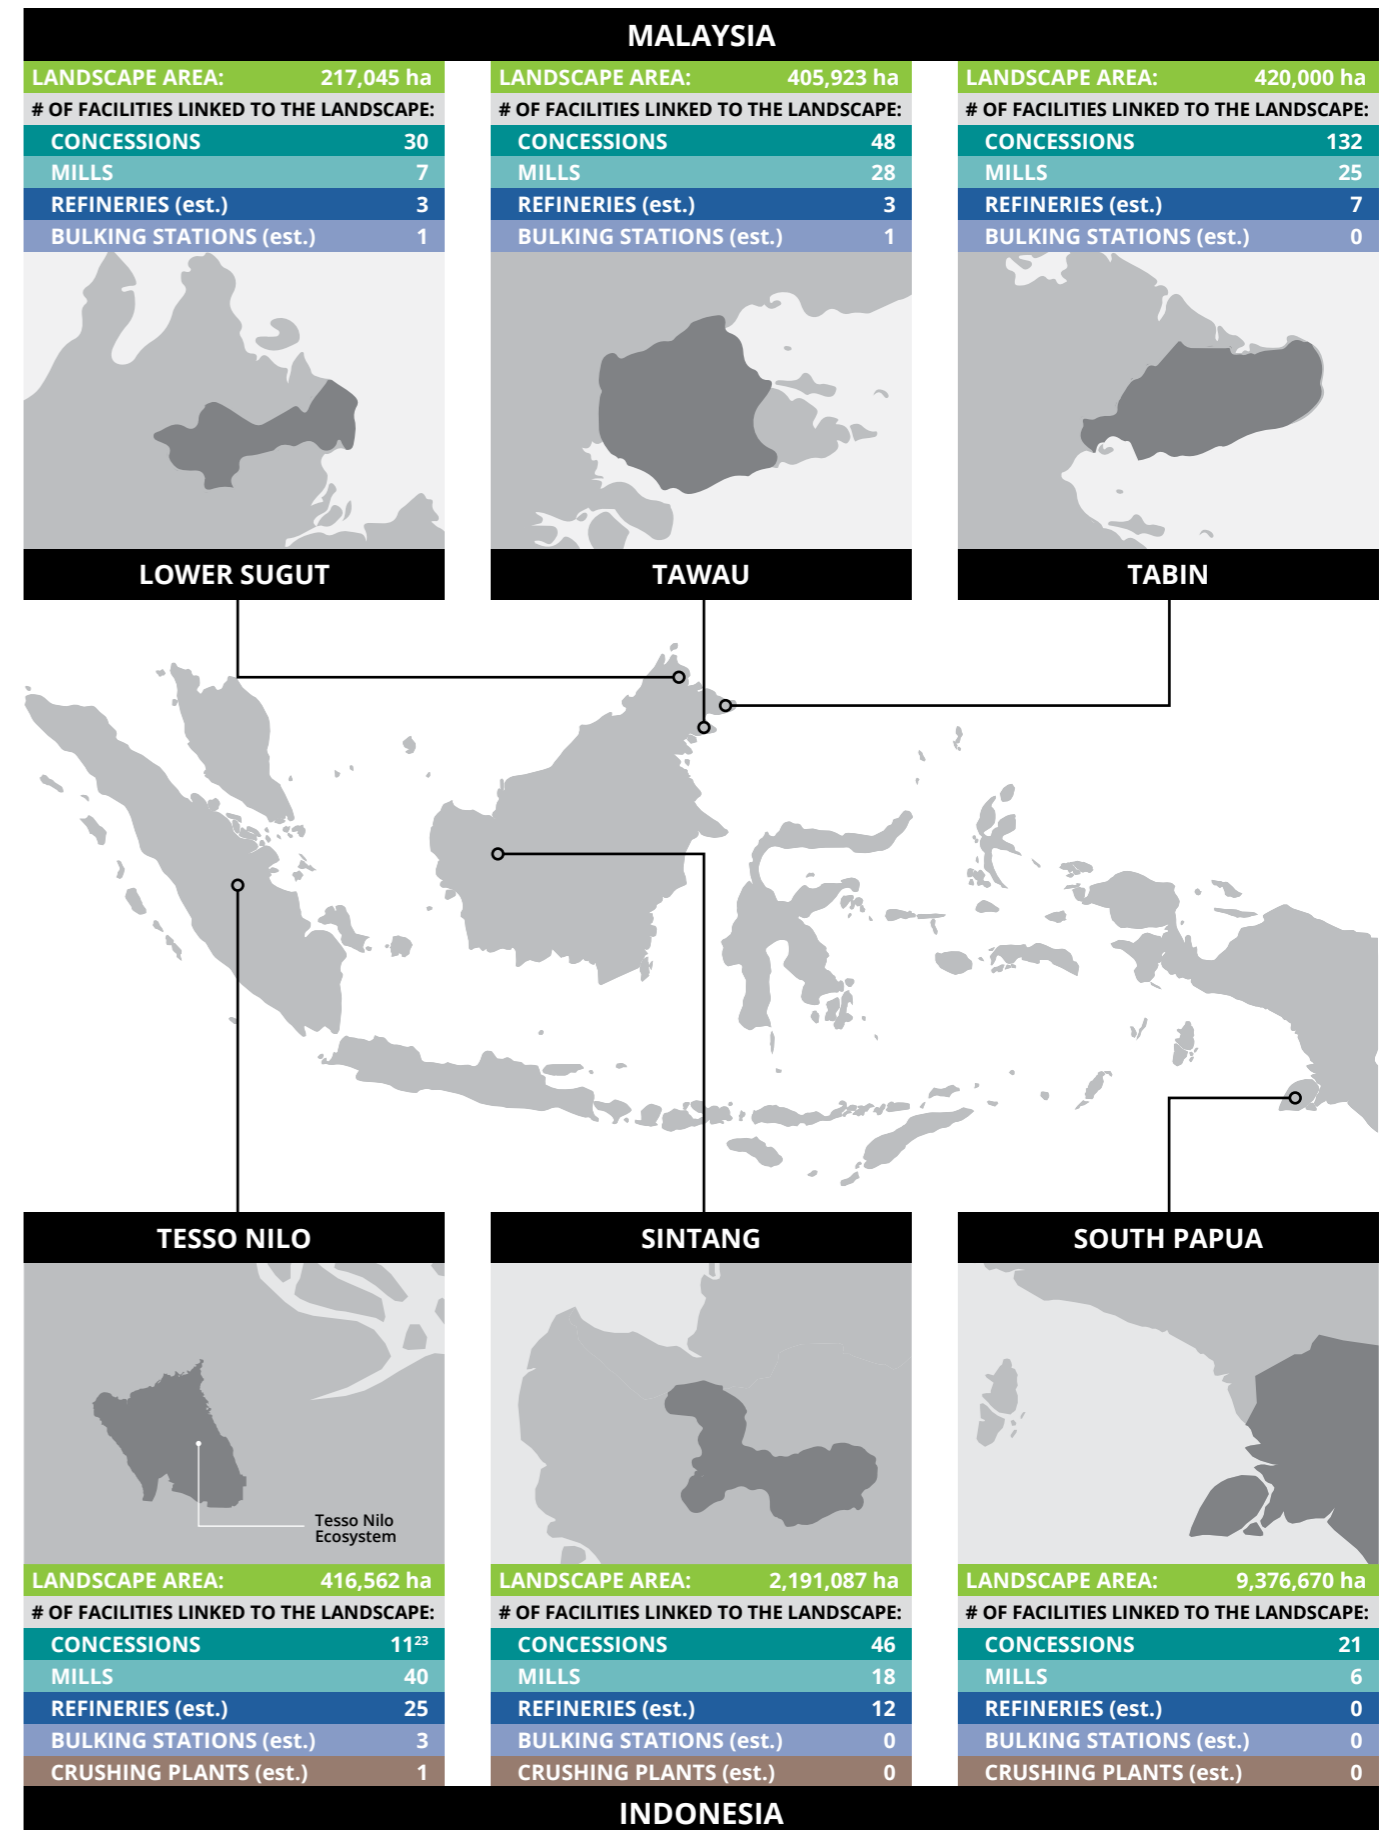 MALAYSIA
LANDSCAPE AREA: 217,045 ha
# OF FACILITIES LINKED TO THE LANDSCAPE:
CONCESSIONS 30
MILLS 7
REFINERIES (est.) 3
BULKING STATIONS (est.) 1
LOWER SUGUT
LANDSCAPE AREA: 405,923 ha
# OF FACILITIES LINKED TO THE LANDSCAPE:
CONCESSIONS 48
MILLS 28
REFINERIES (est.) 3
BULKING STATIONS (est.) 1
TAWAU
LANDSCAPE AREA: 420,000 ha
# OF FACILITIES LINKED TO THE LANDSCAPE:
CONCESSIONS 132
MILLS 25
REFINERIES (est.) 7
BULKING STATIONS (est.) 0
TABIN
TESSO NILO
Tesso Nilo
Ecosystem
LANDSCAPE AREA: 416,562 ha
# OF FACILITIES LINKED TO THE LANDSCAPE:
CONCESSIONS 11²³
MILLS 40
REFINERIES (est.) 25
BULKING STATIONS (est.) 3
CRUSHING PLANTS (est.) 1
SINTANG
LANDSCAPE AREA: 2,191,087 ha
# OF FACILITIES LINKED TO THE LANDSCAPE:
CONCESSIONS 46
MILLS 18
REFINERIES (est.) 12
BULKING STATIONS (est.) 0
CRUSHING PLANTS (est.) 0
SOUTH PAPUA
LANDSCAPE AREA: 9,376,670 ha
# OF FACILITIES LINKED TO THE LANDSCAPE:
CONCESSIONS 21
MILLS 6
REFINERIES (est.) 0
BULKING STATIONS (est.) 0
CRUSHING PLANTS (est.) 0
INDONESIA